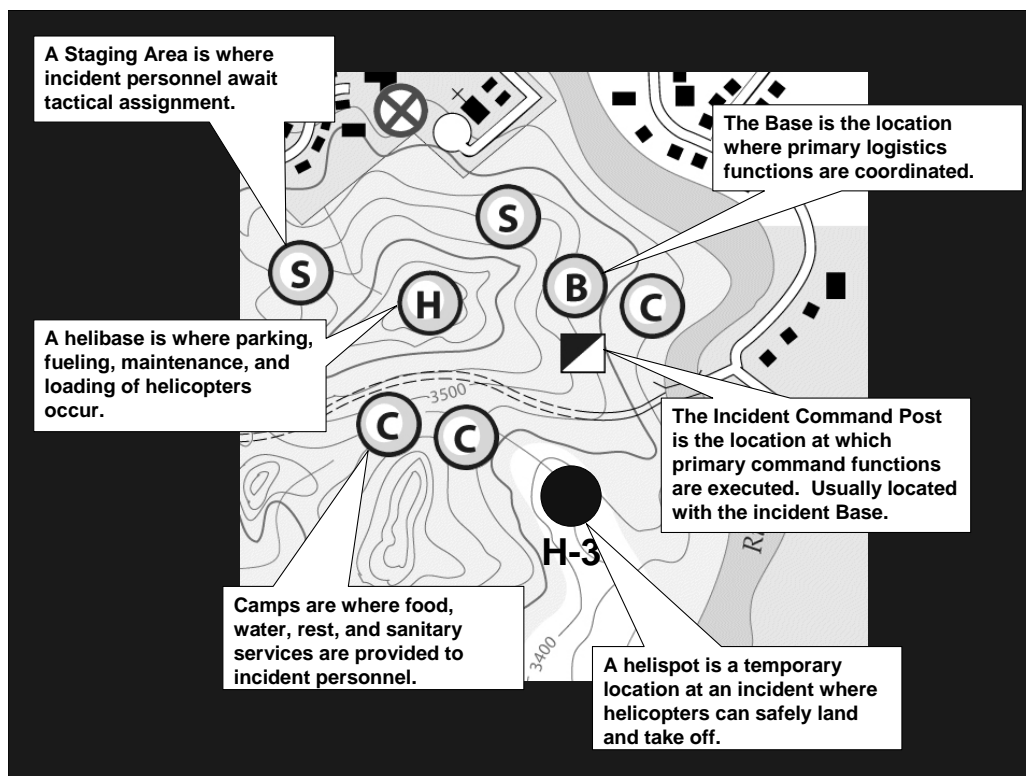 A Staging Area is where
incident personnel await
tactical assignment.
The Base is the location
where primary logistics
functions are coordinated.
S
S
B
C
H
A helibase is where parking,
fueling, maintenance, and
loading of helicopters
occur.
3500
C
C
The Incident Command Post
is the location at which
primary command functions
are executed. Usually located
with the incident Base.
H-3
Camps are where food,
water, rest, and sanitary
services are provided to
incident personnel.
3400
A helispot is a temporary
location at an incident where
helicopters can safely land
and take off.